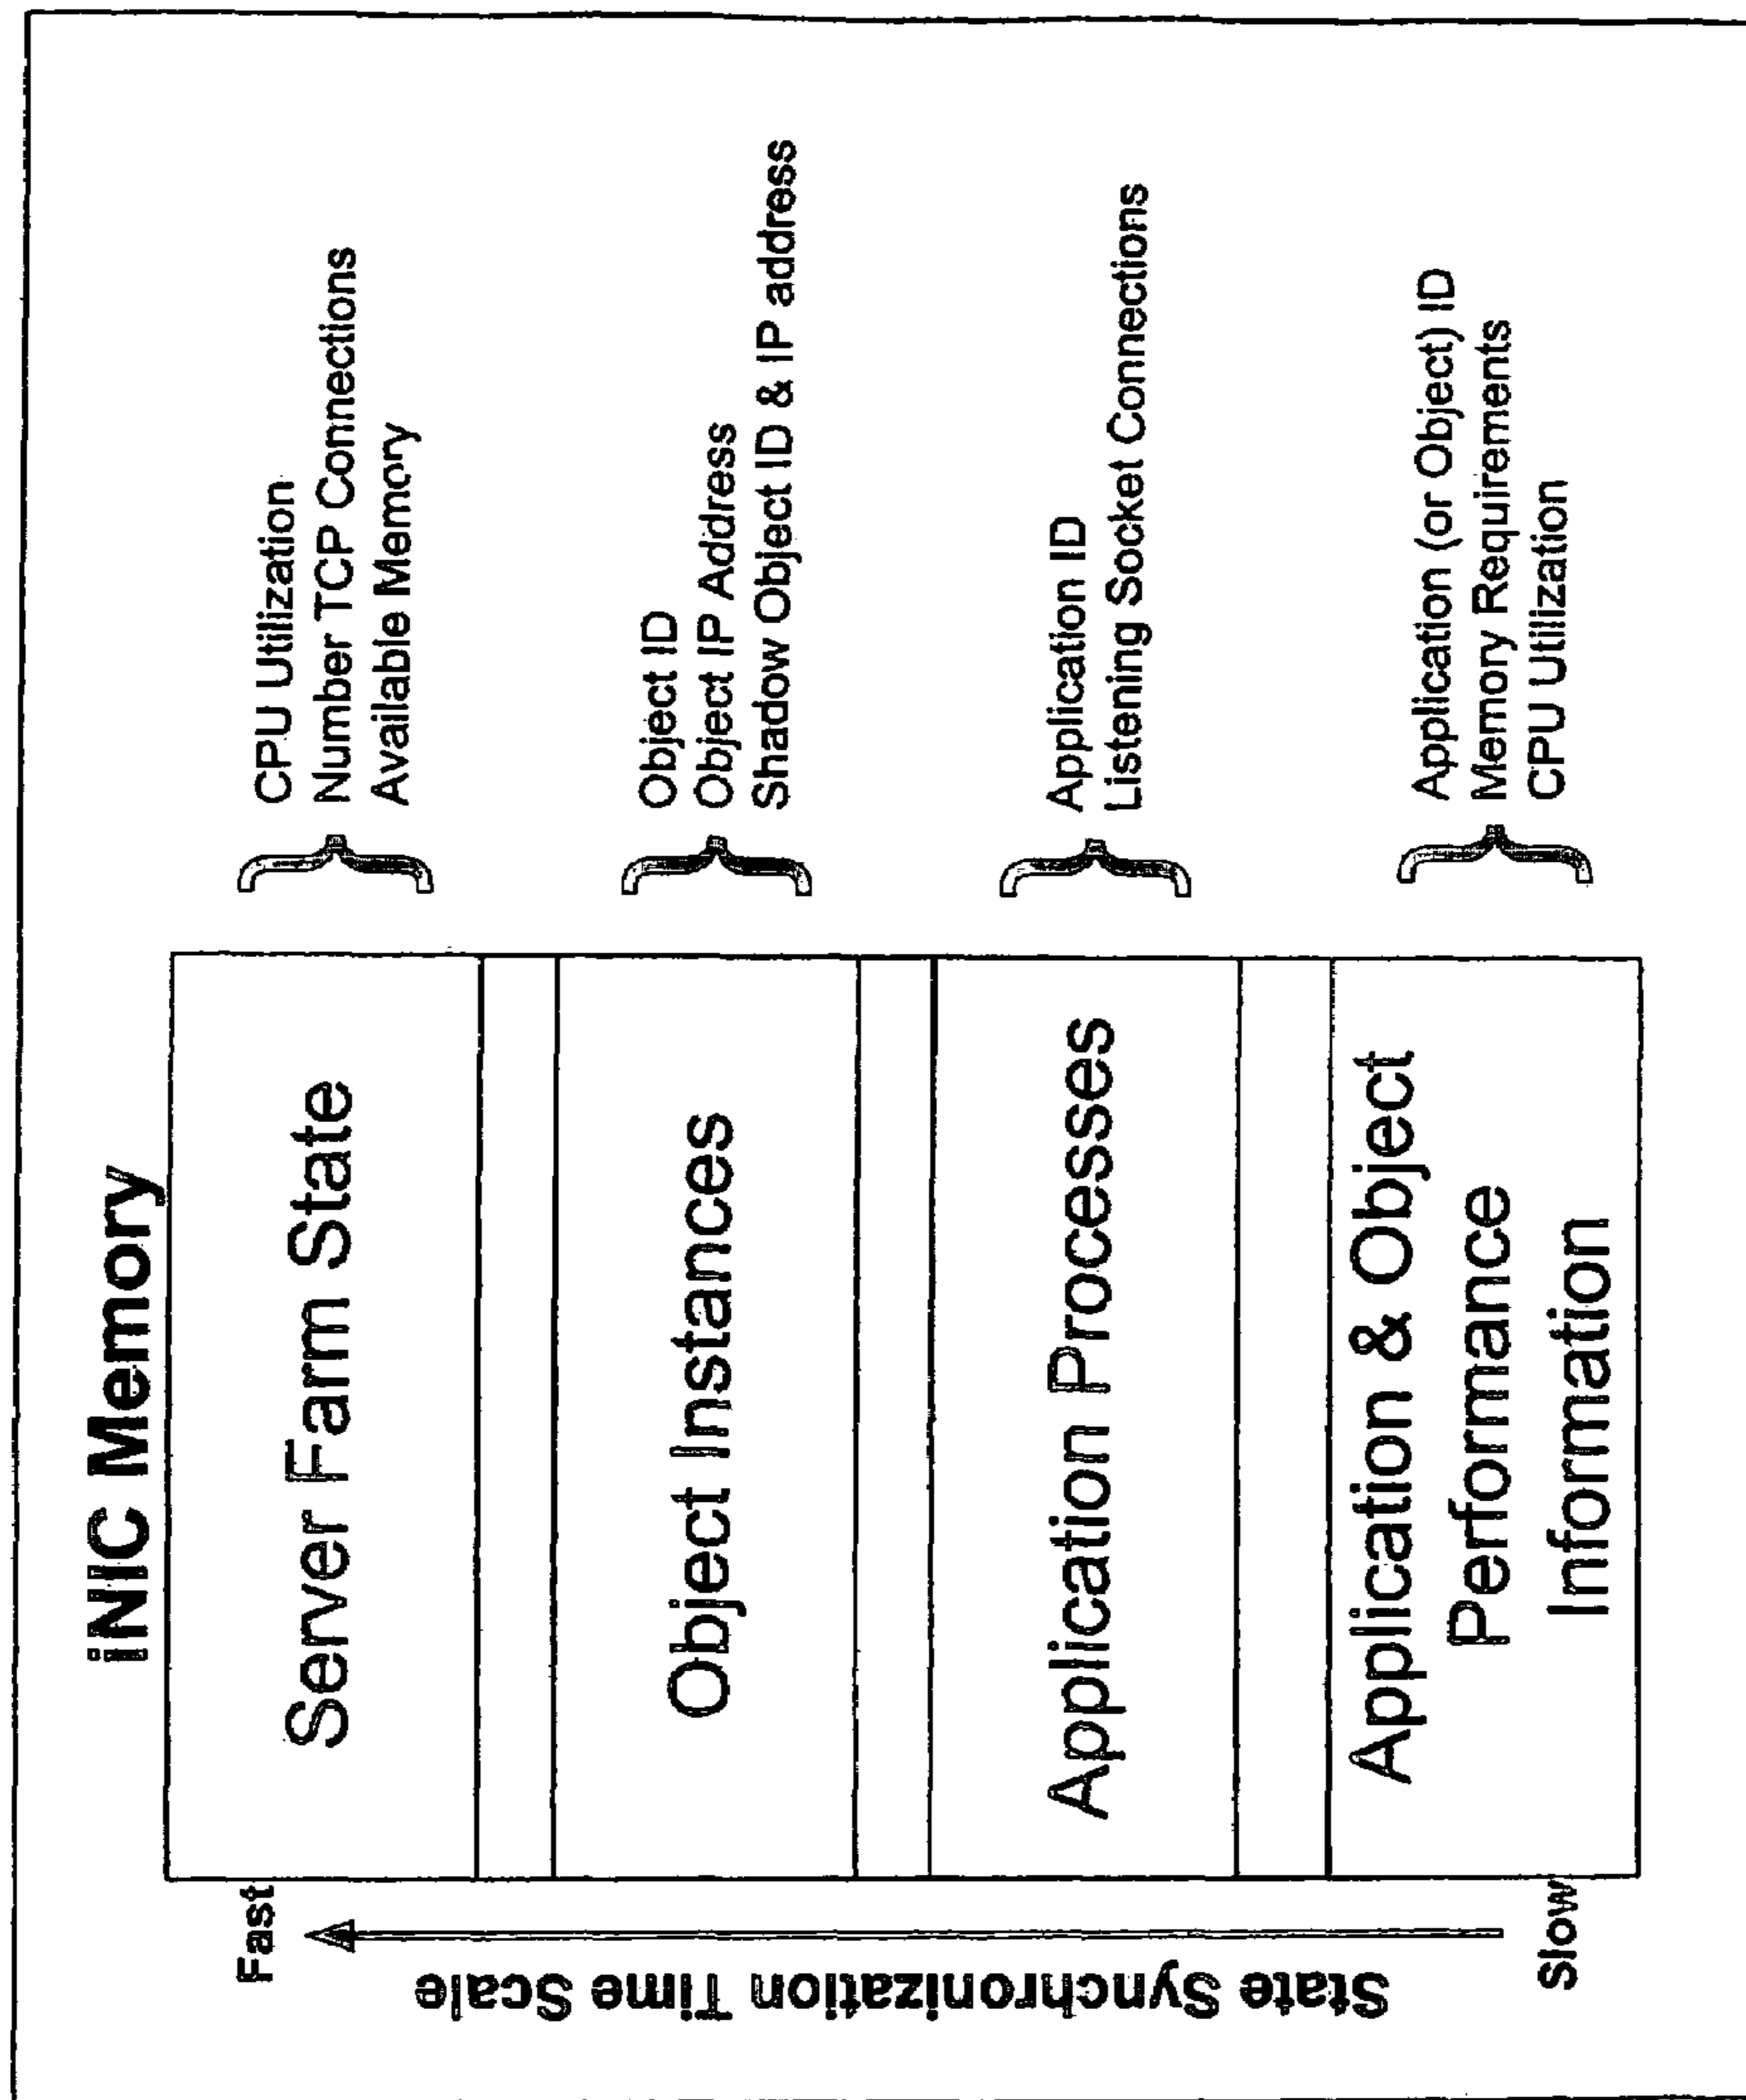 iNIC Memory
Fast
State Synchronization Time Scale
Slow
Server Farm State
CPU Utilization
Number TCP Connections
Available Memory
Object Instances
Object ID
Object IP Address
Shadow Object ID & IP address
Application Processes
Application ID
Listening Socket Connections
Application & Object
Performance
Information
Application (or Object) ID
Memory Requirements
CPU Utilization